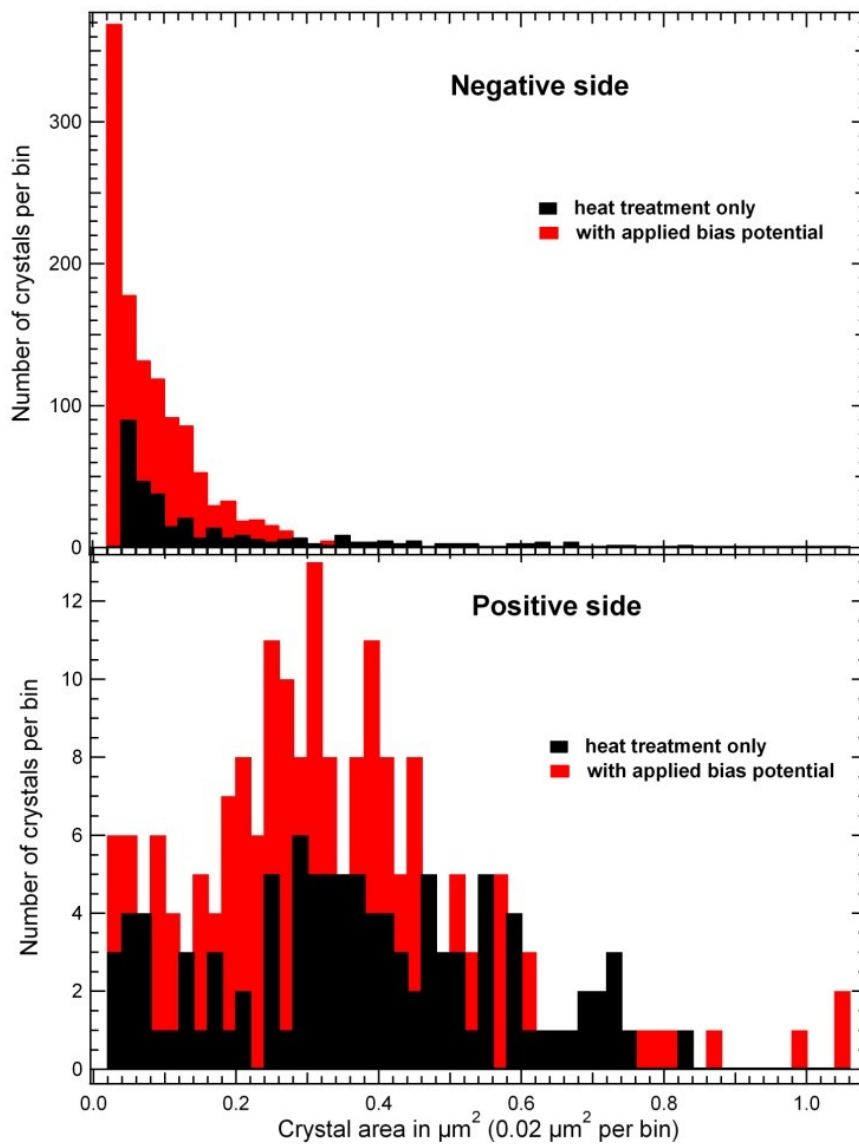 Negative side
heat treatment only
with applied bias potential
Number of crystals per bin
300
200
100
0
Positive side
heat treatment only
with applied bias potential
Number of crystals per bin
12
10
8
6
4
2
0
0.0 0.2 0.4 0.6 0.8 1.0
Crystal area in µm² (0.02 µm² per bin)